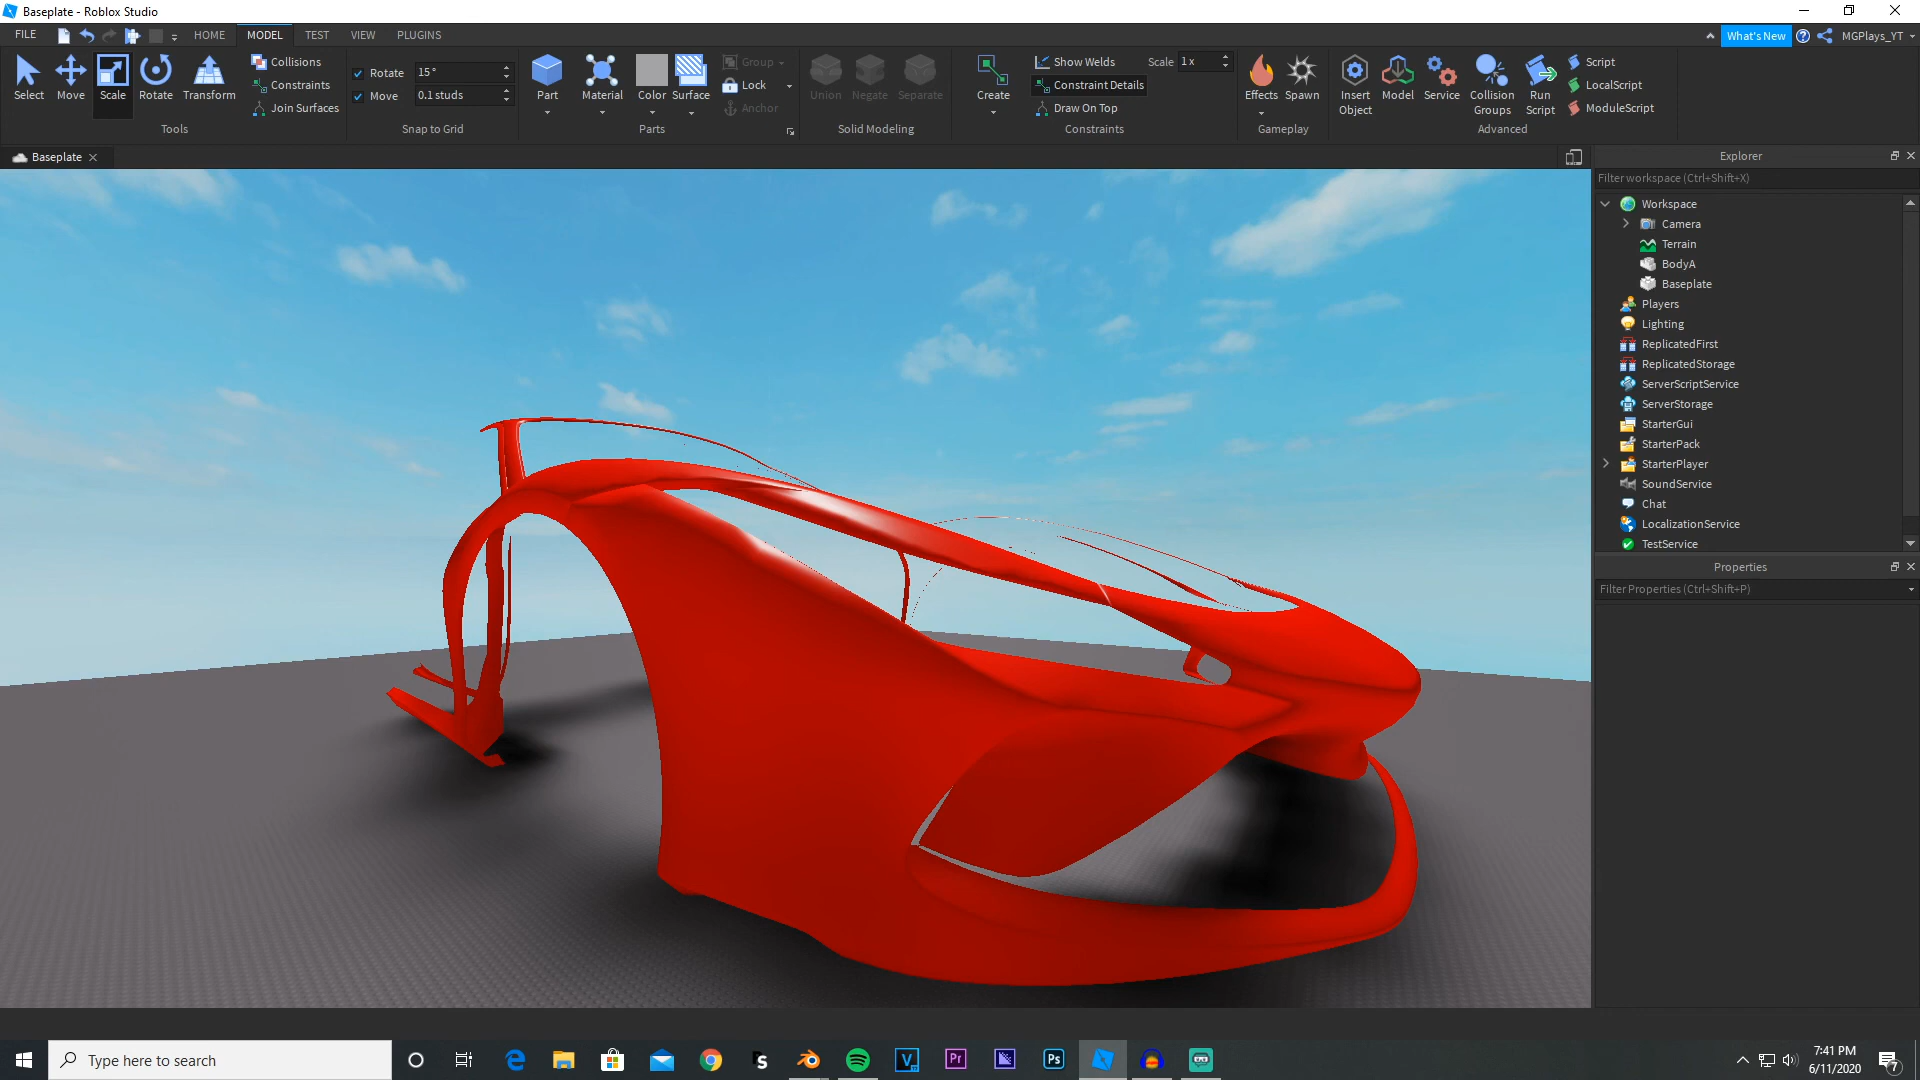 Baseplate - Roblox Studio
FILE HOME MODEL TEST VIEW PLUGINS What's New MGPlays_YT
Select Move Scale Rotate Transform
Collisions
Constraints
Join Surfaces
Tools
Rotate 15°
Move 0.1 studs
Snap to Grid
Part Material Color Surface
Group
Lock
Anchor
Parts
Union Negate Separate
Solid Modeling
Create
Show Welds Scale 1 x
Constraint Details
Draw On Top
Constraints
Effects Spawn
Gameplay
Insert Object Model Service Collision Groups Run Script
Script
LocalScript
ModuleScript
Advanced
Baseplate
Explorer
Filter workspace (Ctrl+Shift+X)
Workspace
Camera
Terrain
BodyA
Baseplate
Players
Lighting
ReplicatedFirst
ReplicatedStorage
ServerScriptService
ServerStorage
StarterGui
StarterPack
StarterPlayer
SoundService
Chat
LocalizationService
TestService
Properties
Filter Properties (Ctrl+Shift+P)
Type here to search
S
V
Pr
Ps
7:41 PM
6/11/2020
7